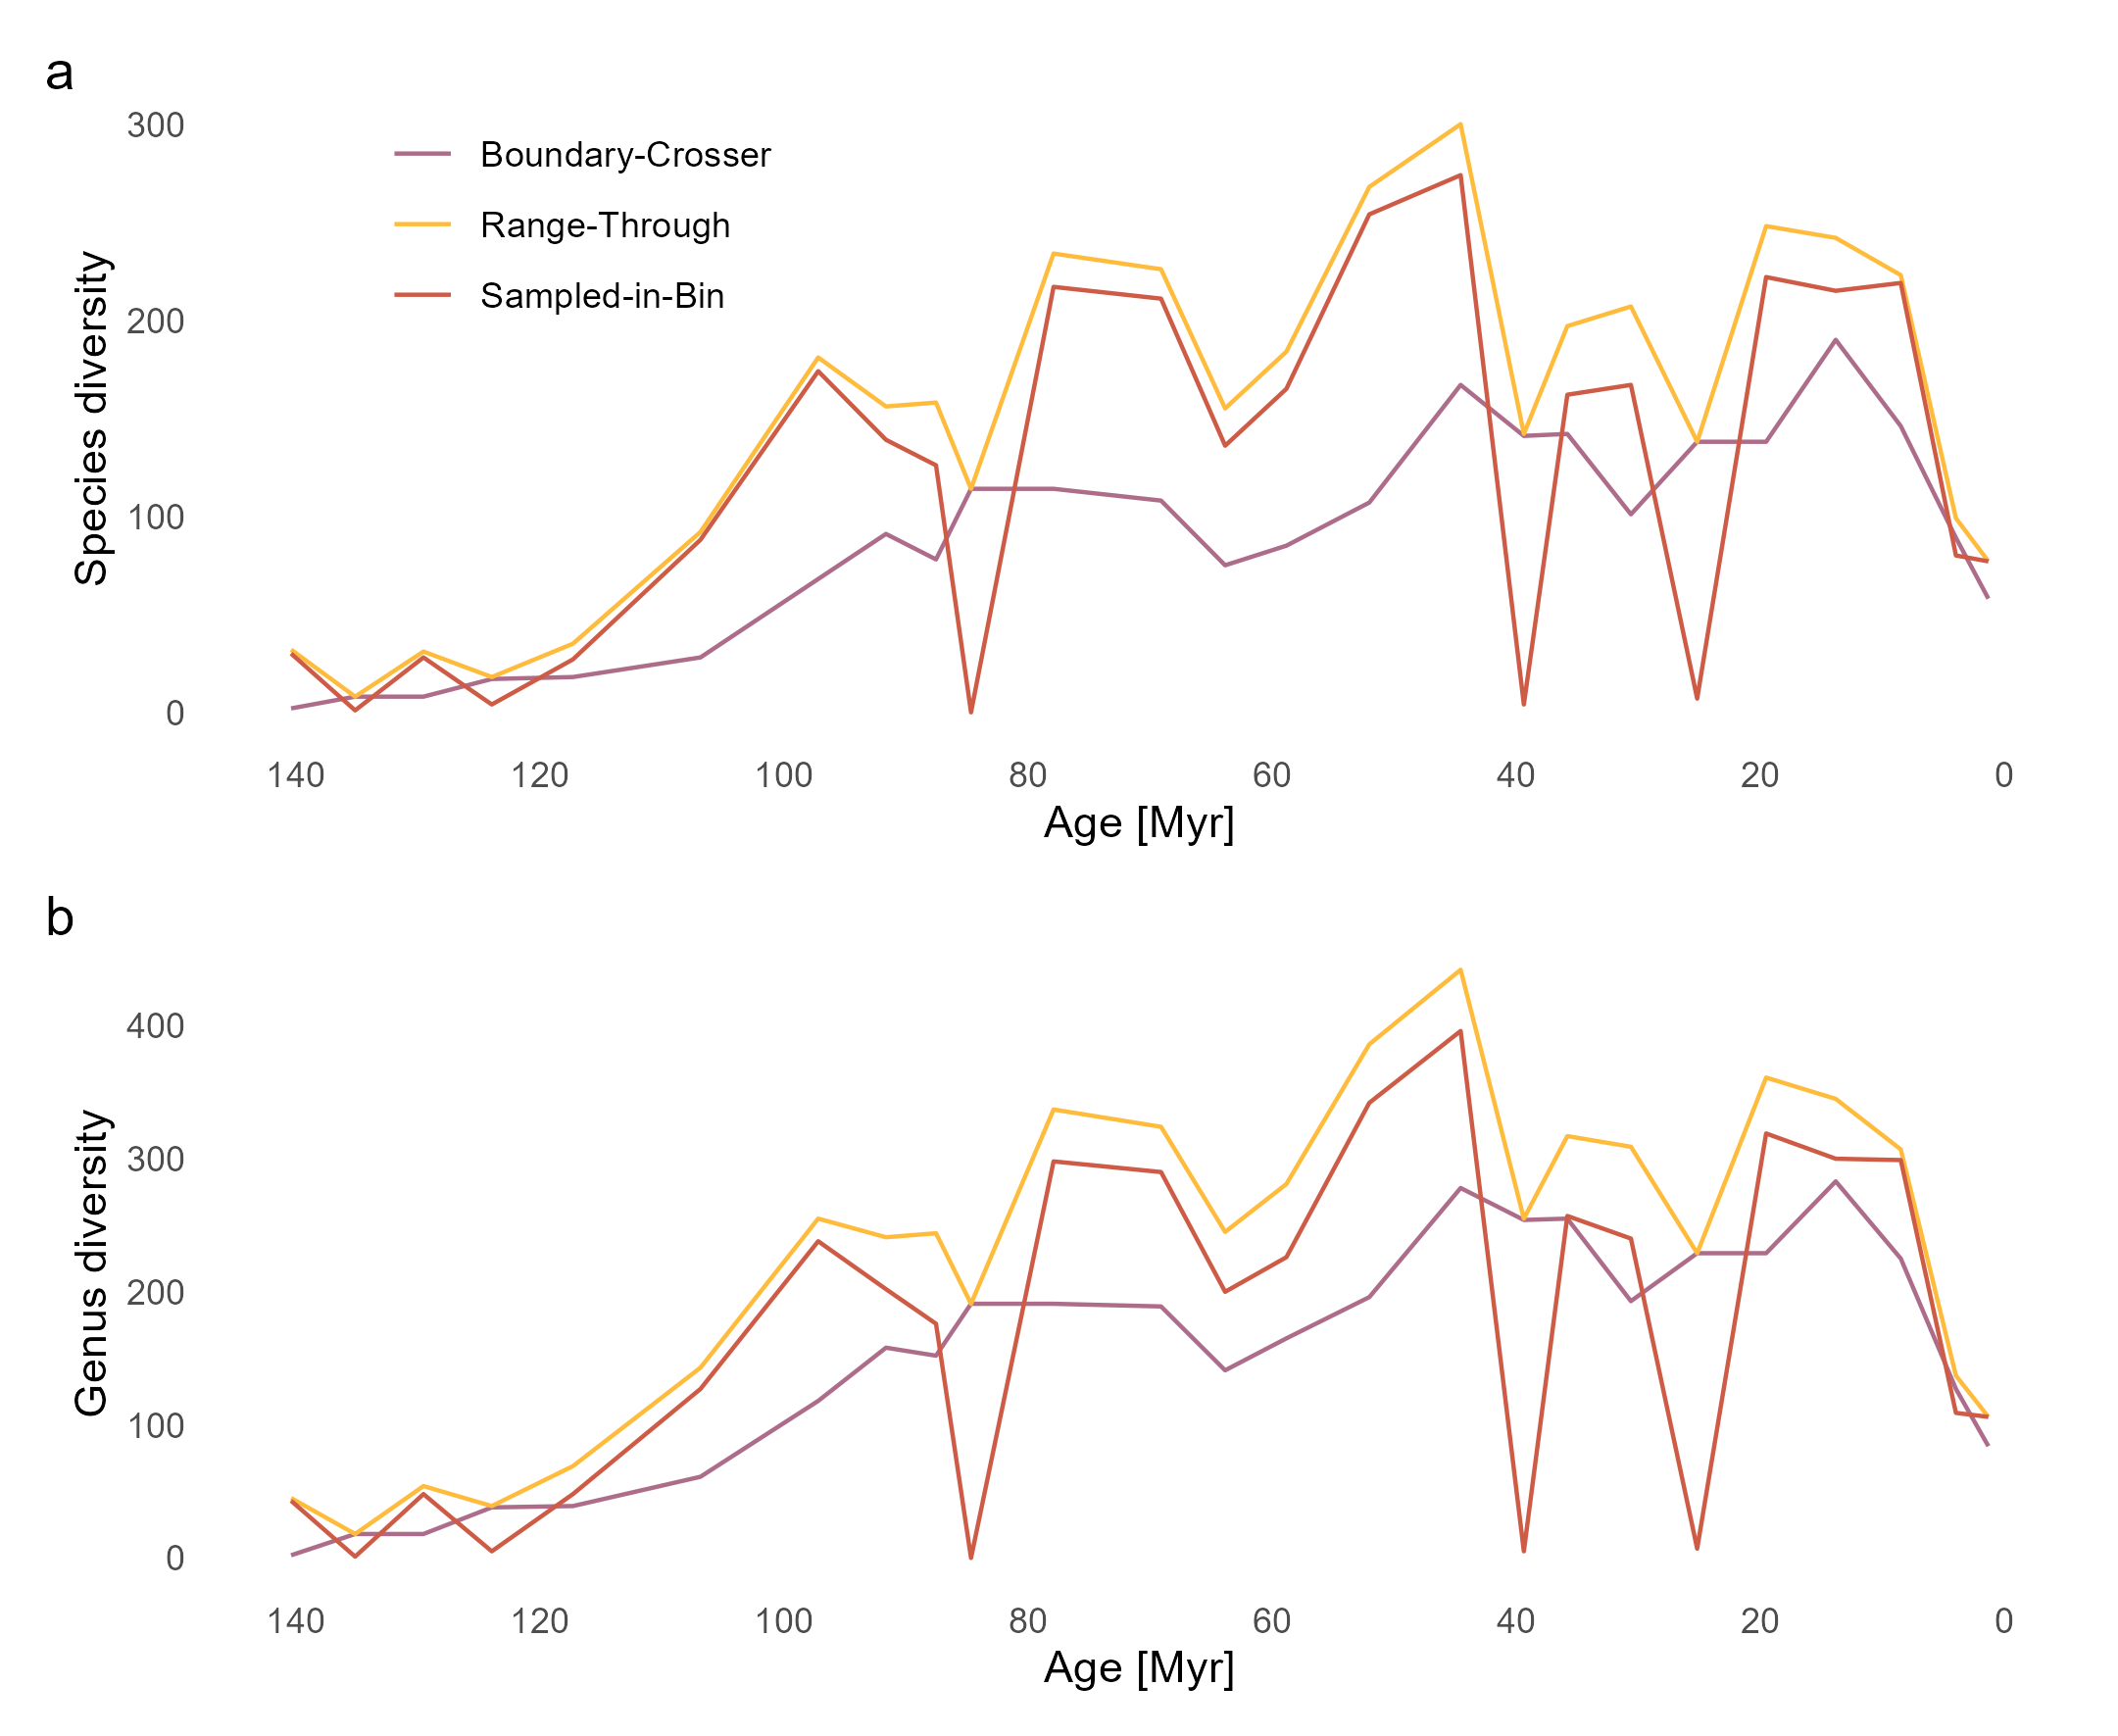 a
300
200
100
0
Species diversity
Boundary-Crosser
Range-Through
Sampled-in-Bin
140 120 100 80 60 40 20 0
Age [Myr]
b
400
300
200
100
0
Genus diversity
140 120 100 80 60 40 20 0
Age [Myr]